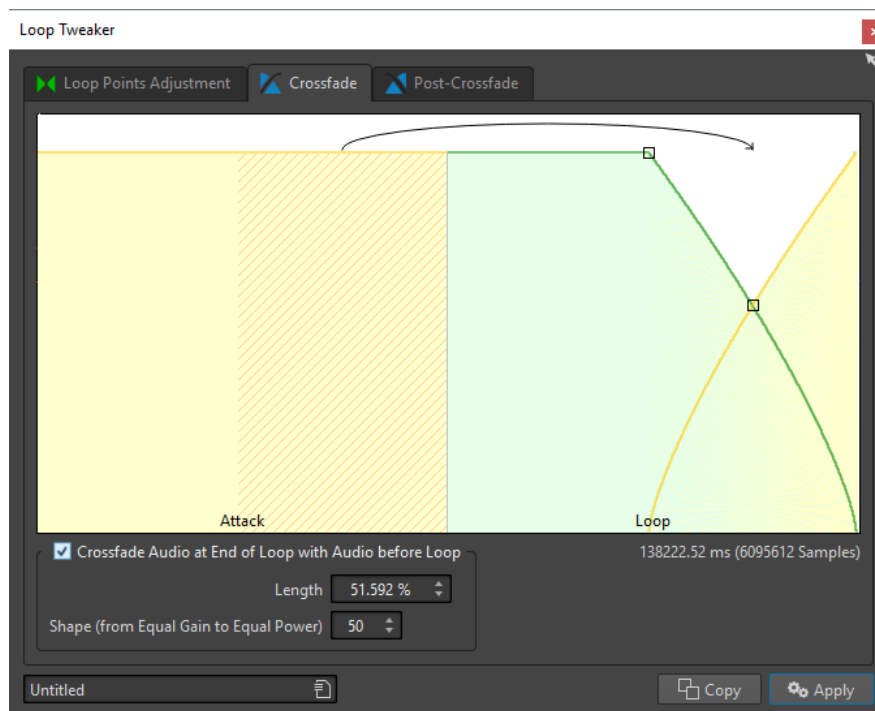 Loop Tweaker
Loop Points Adjustment Crossfade Post-Crossfade
Attack Loop
Crossfade Audio at End of Loop with Audio before Loop 138222.52 ms (6095612 Samples)
Length 51.592 %
Shape (from Equal Gain to Equal Power) 50
Untitled Copy Apply